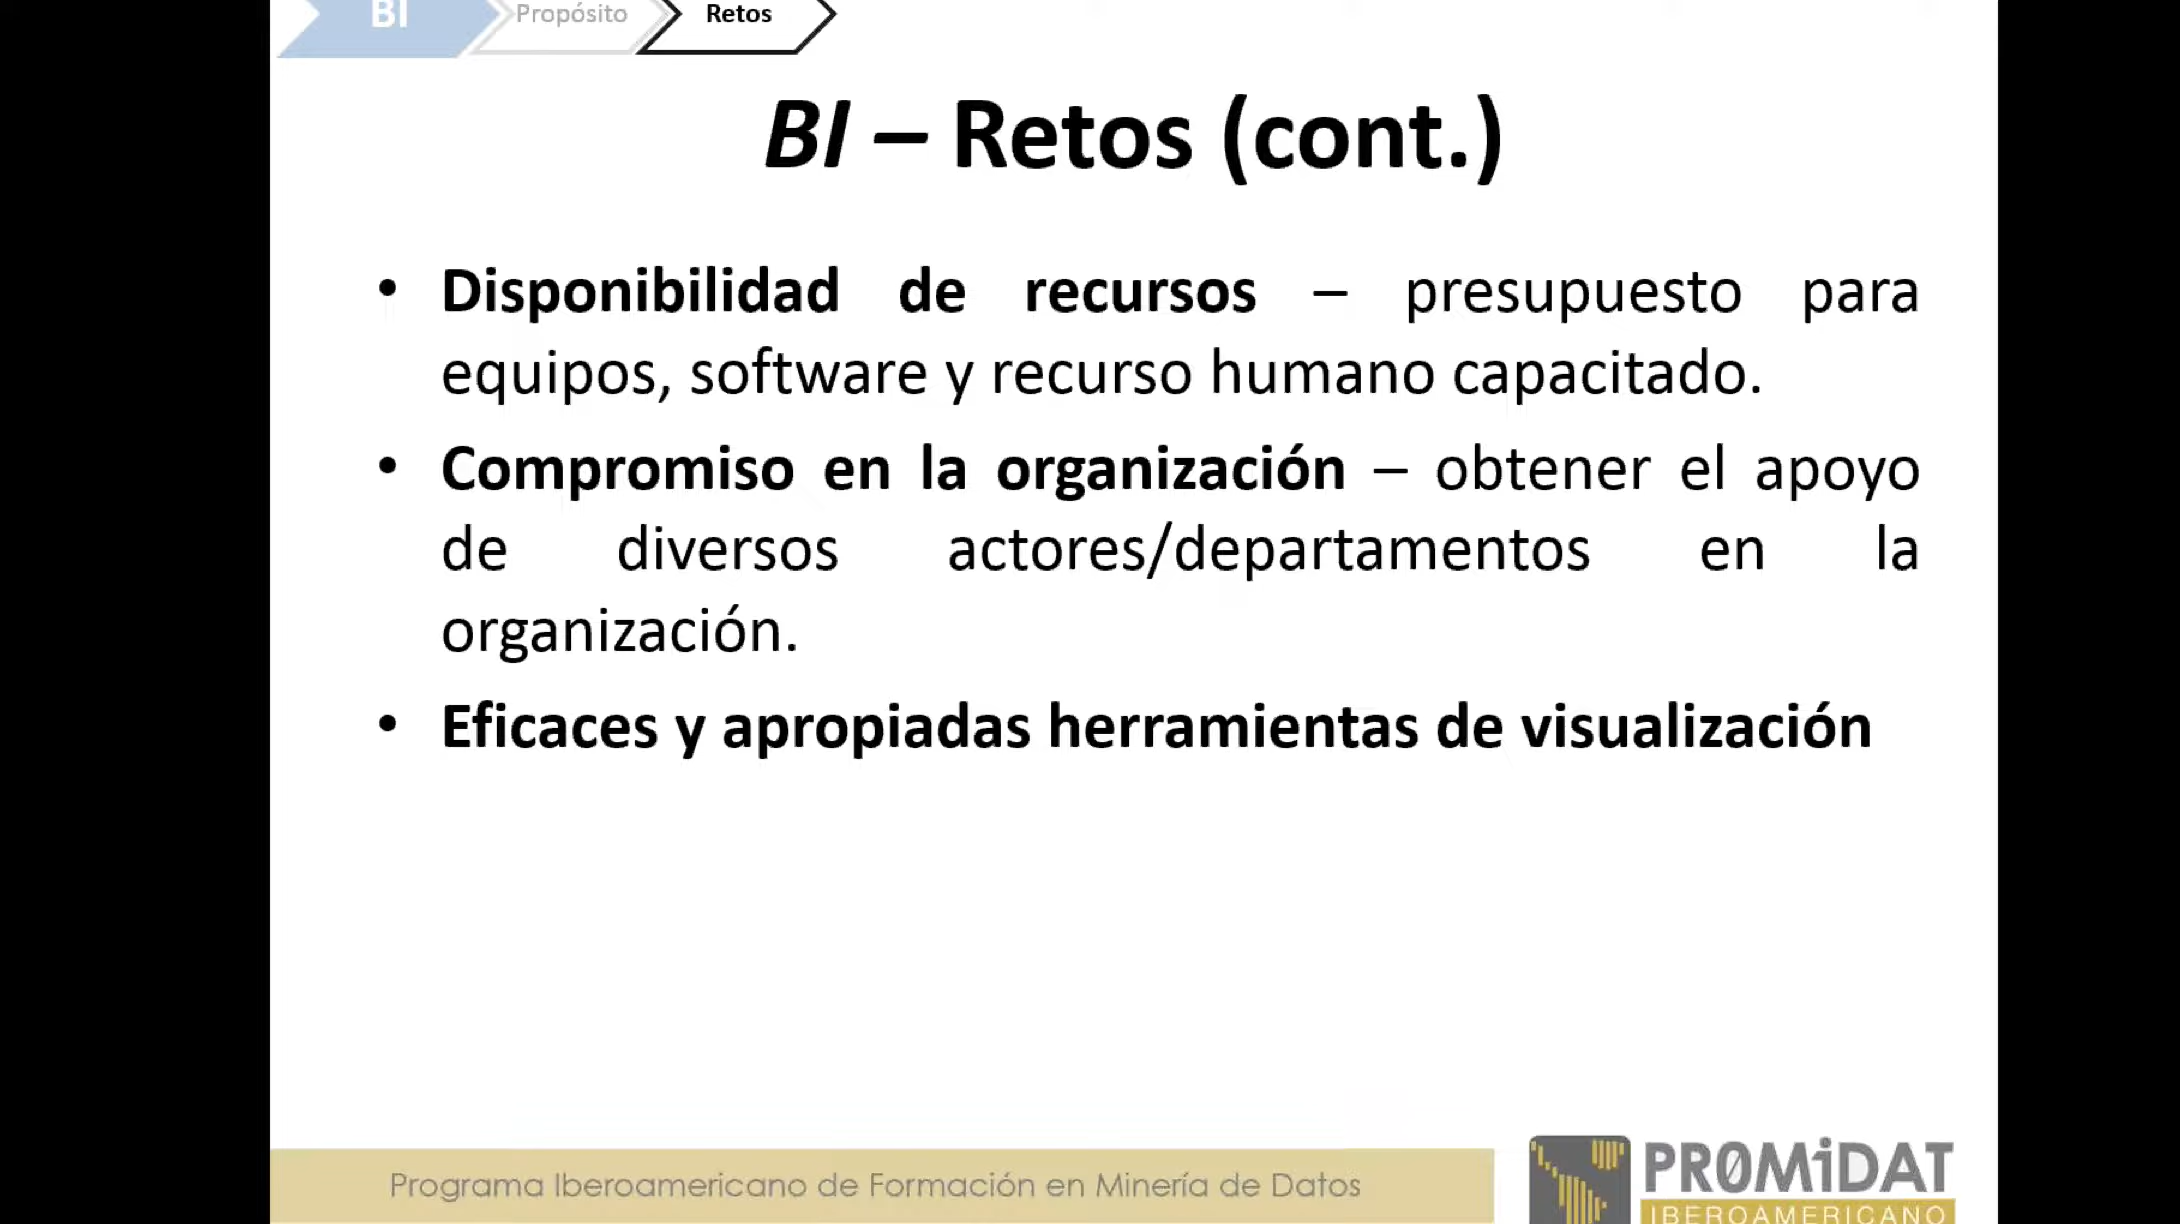 BI
Propósito
Retos
BI – Retos (cont.)
• Disponibilidad de recursos – presupuesto para
equipos, software y recurso humano capacitado.
• Compromiso en la organización – obtener el apoyo
de diversos actores/departamentos en la
organización.
• Eficaces y apropiadas herramientas de visualización
Programa Iberoamericano de Formación en Minería de Datos
PR0MiDAT
IBEROAMERICANO